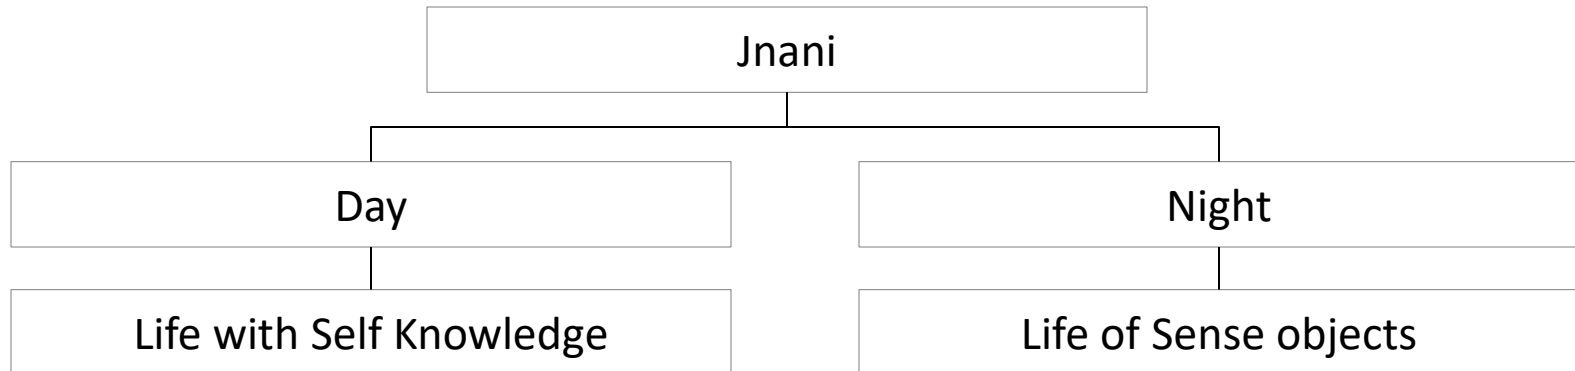 Jnani
Day
Night
Life with Self Knowledge
Life of Sense objects